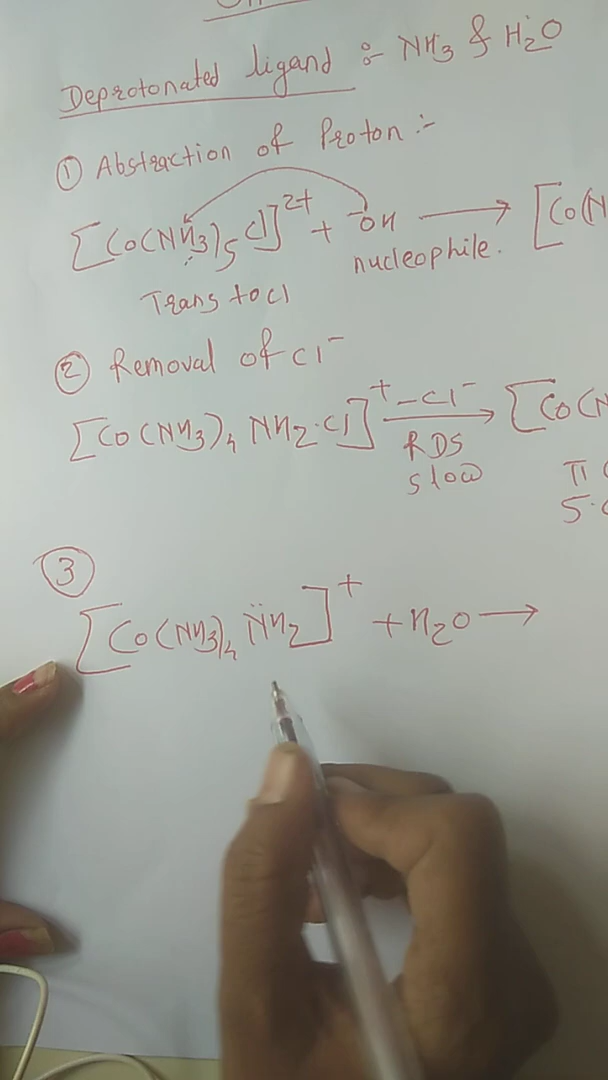 Deprotonated ligand :- NH3 & H2O
① Abstraction of Proton :-
[Co(NH3)5Cl]2+ + -OH → [Co(N
nucleophile.
Trans to Cl
② Removal of Cl-
[Co(NH3)4 NH2·Cl]+ -Cl- → [Co(N
RDS
slow
③
[Co(NH3)4 N̈H2]+ + H2O →